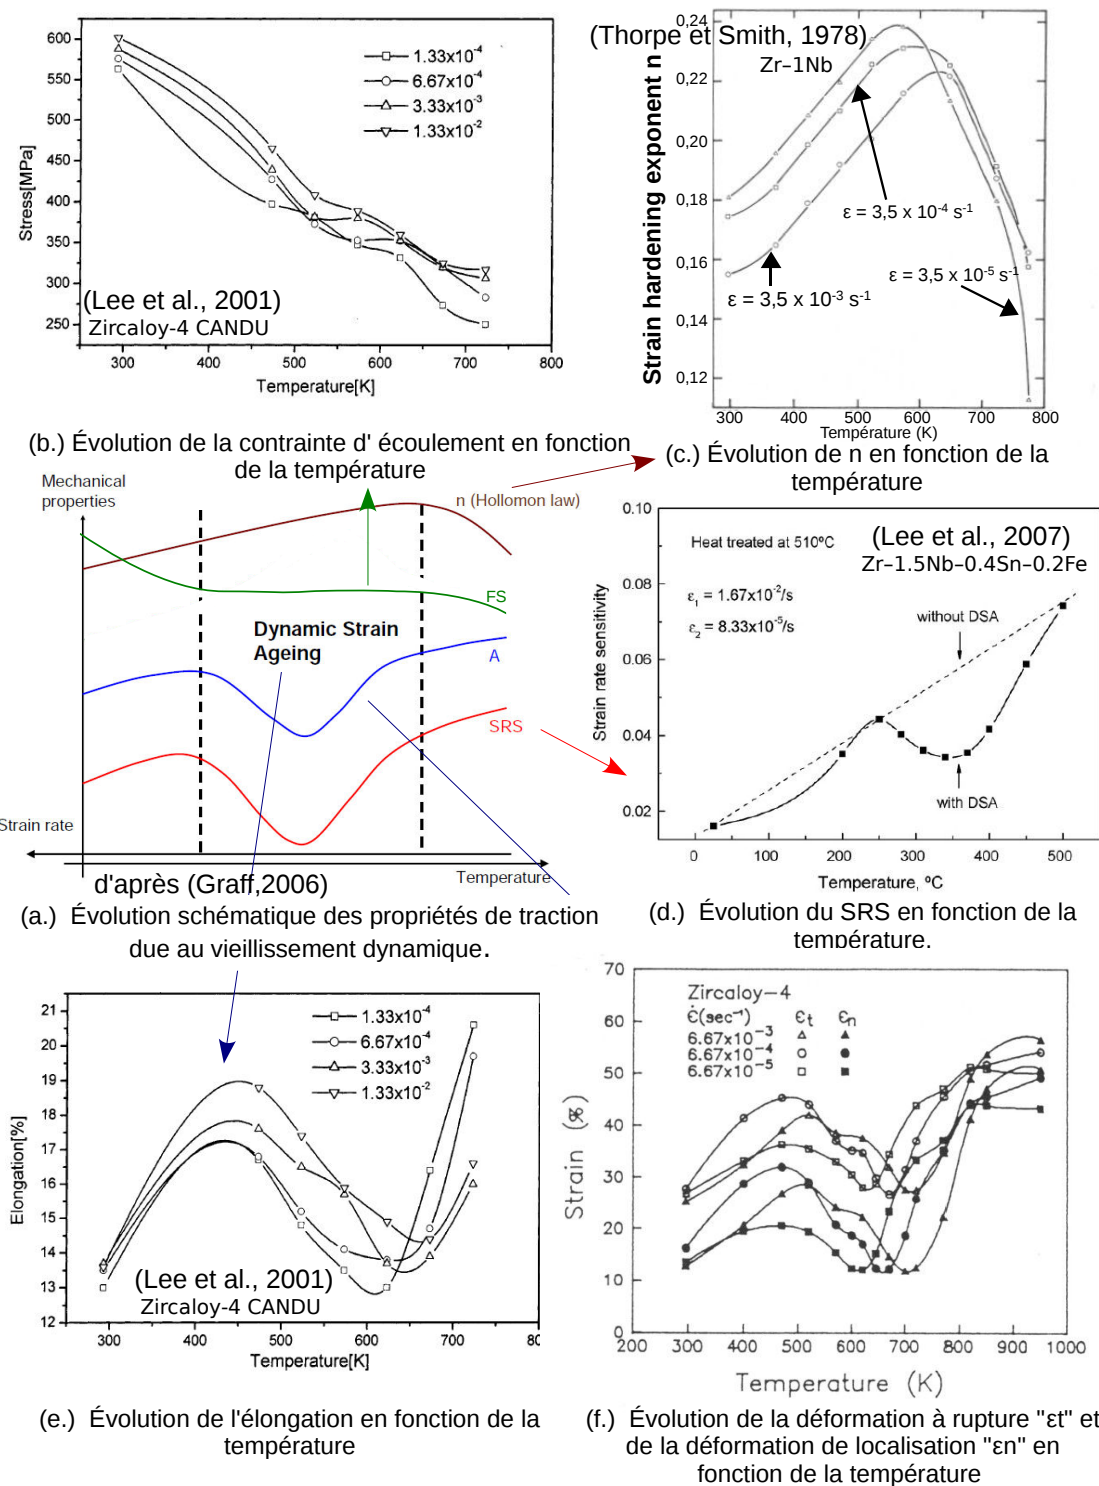 600
550
500
450
400
350
300
250
Stress[MPa]
1.33x10⁻⁴
6.67x10⁻⁴
3.33x10⁻³
1.33x10⁻²
(Lee et al., 2001)
Zircaloy-4 CANDU
300 400 500 600 700 800
Temperature[K]
(b.) Évolution de la contrainte d' écoulement en fonction
de la température
(Thorpe et Smith, 1978)
Zr–1Nb
0,24
0,22
0,20
0,18
0,16
0,14
0,12
Strain hardening exponent n
ε = 3,5 x 10⁻⁴ s⁻¹
ε = 3,5 x 10⁻⁵ s⁻¹
ε = 3,5 x 10⁻³ s⁻¹
300 400 500 600 700 800
Température (K)
(c.) Évolution de n en fonction de la
température
Mechanical
properties
n (Hollomon law)
FS
Dynamic Strain
Ageing
A
SRS
Strain rate
Temperature
d'après (Graff,2006)
(a.) Évolution schématique des propriétés de traction
due au vieillissement dynamique.
0.10
0.08
0.06
0.04
0.02
Strain rate sensitivity
Heat treated at 510ºC
(Lee et al., 2007)
Zr–1.5Nb–0.4Sn–0.2Fe
ε₁ = 1.67x10⁻²/s
ε₂ = 8.33x10⁻⁵/s
without DSA
with DSA
0 100 200 300 400 500
Temperature, ºC
(d.) Évolution du SRS en fonction de la
température.
21
20
19
18
17
16
15
14
13
12
Elongation[%]
1.33x10⁻⁴
6.67x10⁻⁴
3.33x10⁻³
1.33x10⁻²
(Lee et al., 2001)
Zircaloy-4 CANDU
300 400 500 600 700 800
Temperature[K]
(e.) Évolution de l'élongation en fonction de la
température
70
60
50
40
30
20
10
0
Strain (%)
Zircaloy–4
ε̇(sec⁻¹) εt εn
6.67x10⁻³
6.67x10⁻⁴
6.67x10⁻⁵
200 300 400 500 600 700 800 900 1000
Temperature (K)
(f.) Évolution de la déformation à rupture "εt" et
de la déformation de localisation "εn" en
fonction de la température